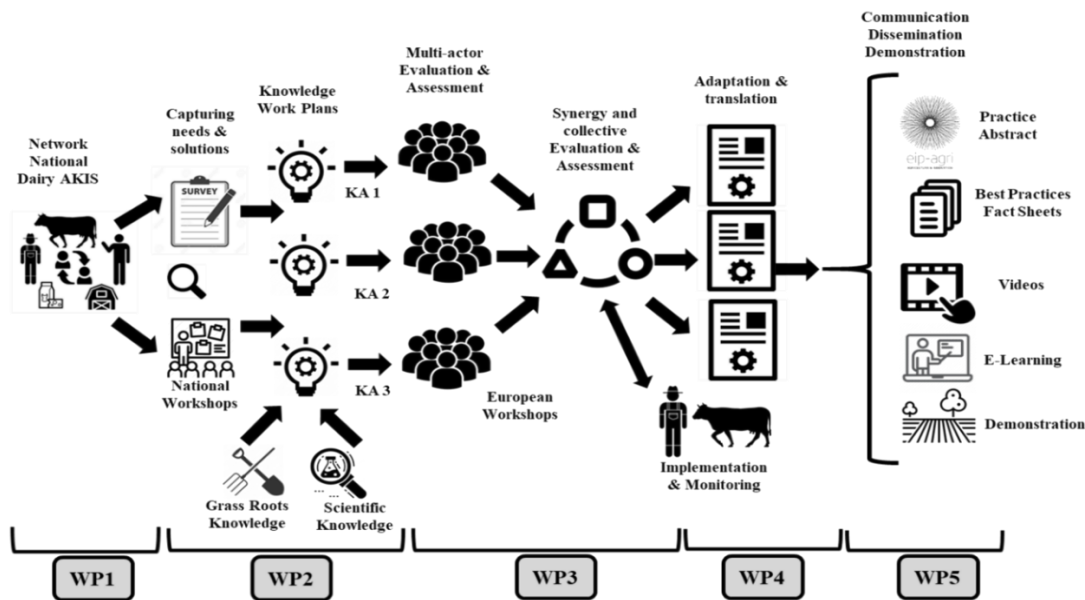 Network
National
Dairy AKIS
Capturing
needs &
solutions
SURVEY
National
Workshops
Knowledge
Work Plans
KA 1
KA 2
KA 3
Grass Roots
Knowledge
Scientific
Knowledge
Multi-actor
Evaluation &
Assessment
European
Workshops
Synergy and
collective
Evaluation
& Assessment
Implementation
& Monitoring
Adaptation &
translation
Communication
Dissemination
Demonstration
eip-agri
Practice
Abstract
Best Practices
Fact Sheets
Videos
E-Learning
Demonstration
WP1
WP2
WP3
WP4
WP5